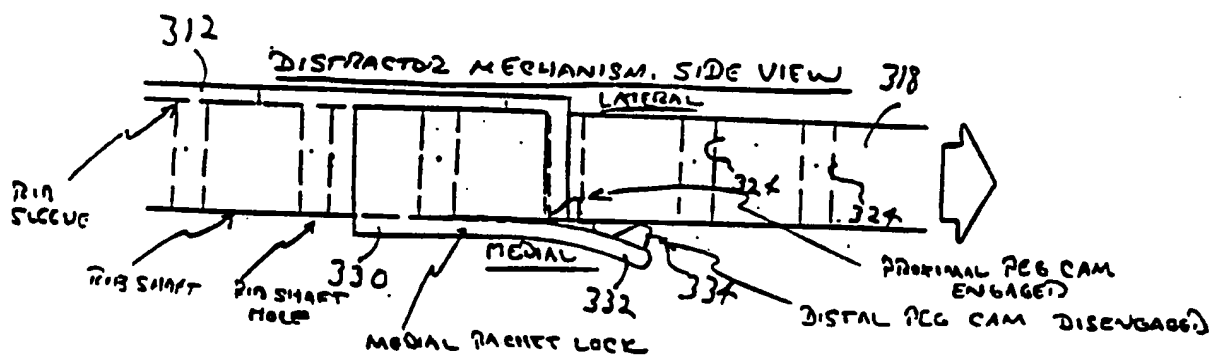 312
DISTRACTOR MECHANISM. SIDE VIEW
318
LATERAL
324
324
RIB
SLEEVE
RIB SHAFT
RIB SHAFT
HOLE
330
MEDIAL
332
334
MEDIAL RACHET LOCK
PROXIMAL PEG CAM
ENGAGED
DISTAL PEG CAM DISENGAGED